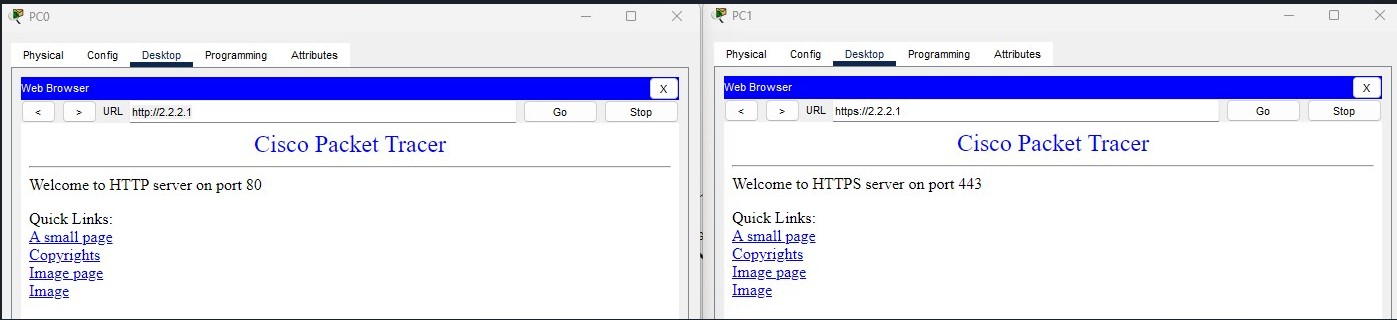 PC0
Physical Config Desktop Programming Attributes
Web Browser X
< > URL http://2.2.2.1 Go Stop
Cisco Packet Tracer
Welcome to HTTP server on port 80
Quick Links:
A small page
Copyrights
Image page
Image
PC1
Physical Config Desktop Programming Attributes
Web Browser X
< > URL https://2.2.2.1 Go Stop
Cisco Packet Tracer
Welcome to HTTPS server on port 443
Quick Links:
A small page
Copyrights
Image page
Image